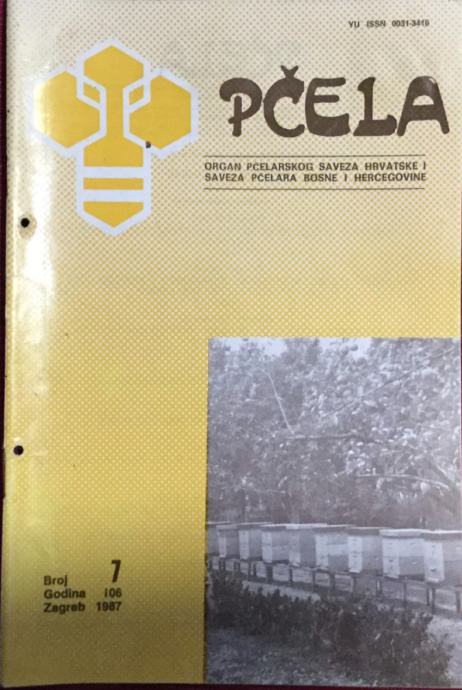 YU ISSN 0031-3416
PČELA
ORGAN PČELARSKOG SAVEZA HRVATSKE I
SAVEZA PČELARA BOSNE I HERCEGOVINE
Broj 7
Godina 106
Zagreb 1987